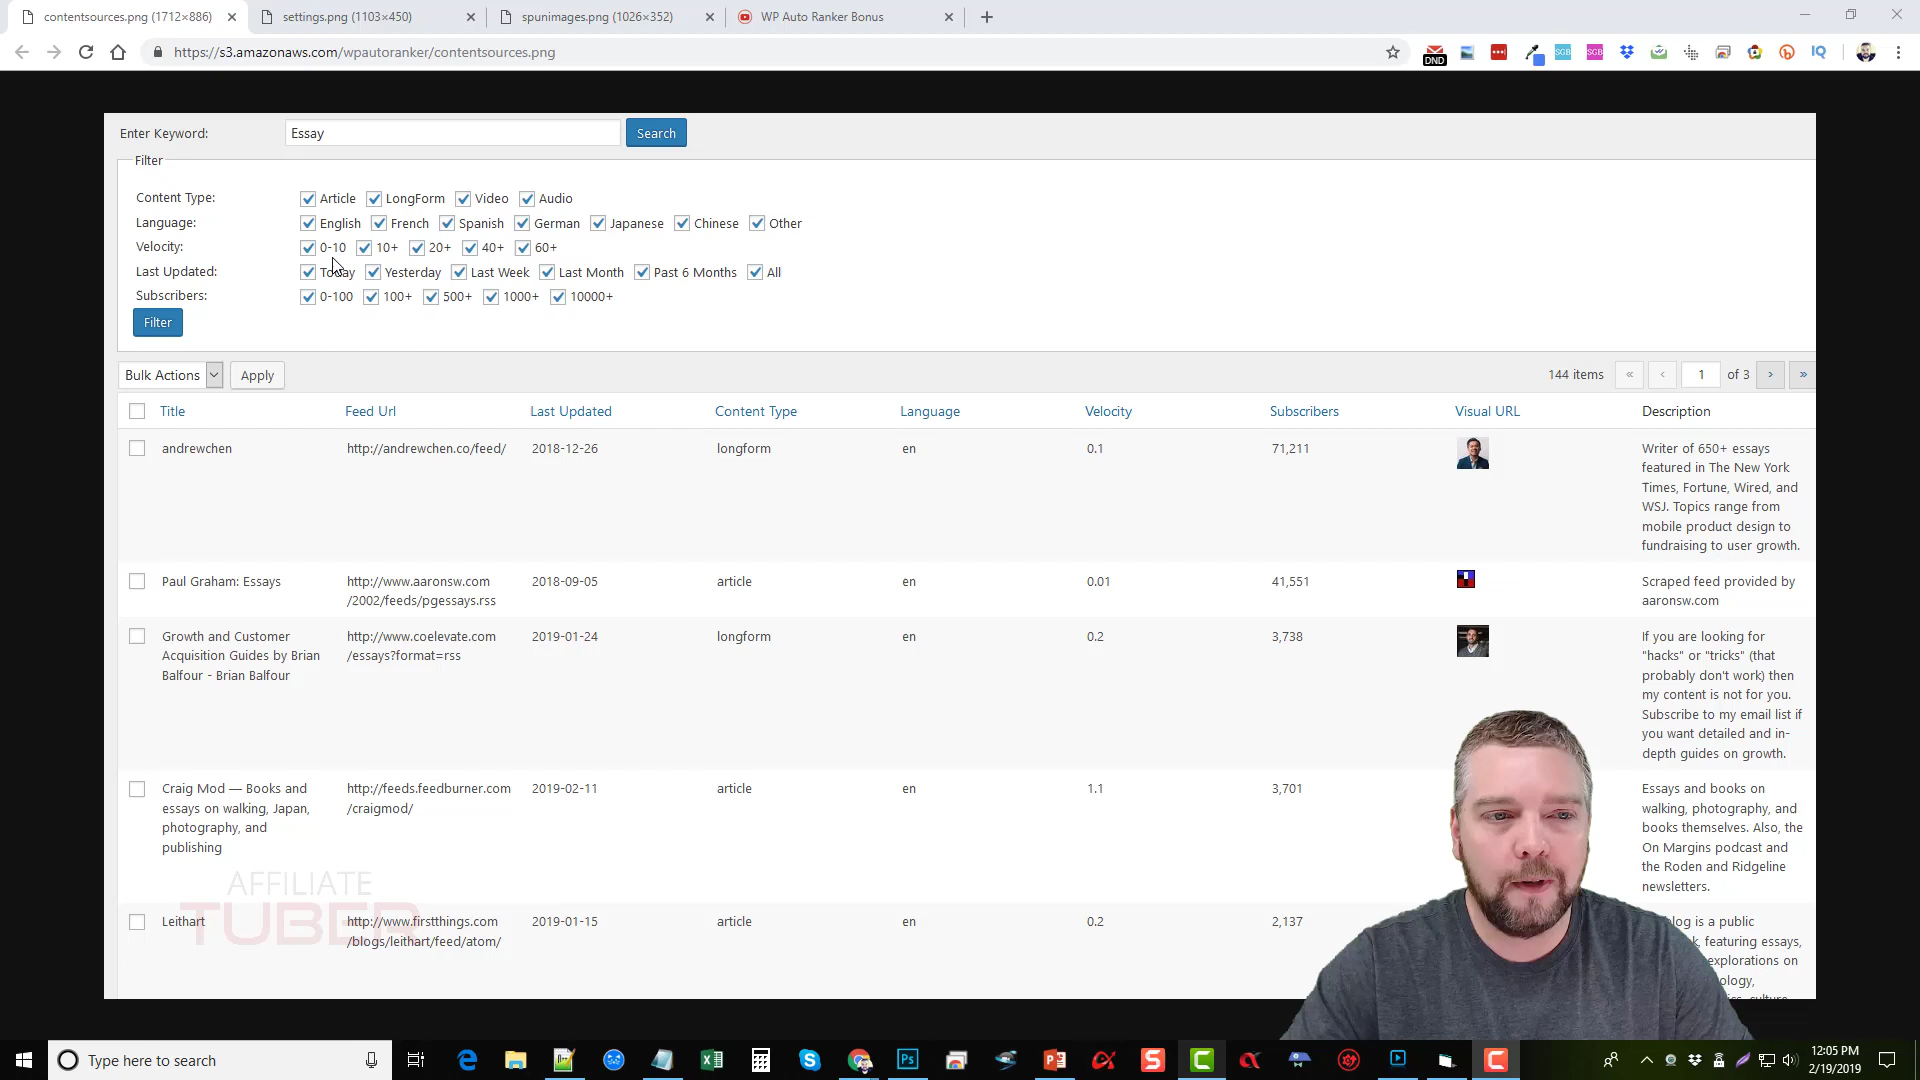 contentsources.png (1712×886)
settings.png (1103×450)
spunimages.png (1026×352)
WP Auto Ranker Bonus
https://s3.amazonaws.com/wpautoranker/contentsources.png
DND
SGB
SGB
IQ
Enter Keyword:
Essay
Search
Filter
Content Type:
Article
LongForm
Video
Audio
Language:
English
French
Spanish
German
Japanese
Chinese
Other
Velocity:
0-10
10+
20+
40+
60+
Last Updated:
Today
Yesterday
Last Week
Last Month
Past 6 Months
All
Subscribers:
0-100
100+
500+
1000+
10000+
Filter
Bulk Actions
Apply
144 items
«
‹
1
of 3
›
»
Title
Feed Url
Last Updated
Content Type
Language
Velocity
Subscribers
Visual URL
Description
andrewchen
http://andrewchen.co/feed/
2018-12-26
longform
en
0.1
71,211
Writer of 650+ essays
featured in The New York
Times, Fortune, Wired, and
WSJ. Topics range from
mobile product design to
fundraising to user growth.
Paul Graham: Essays
http://www.aaronsw.com
/2002/feeds/pgessays.rss
2018-09-05
article
en
0.01
41,551
Scraped feed provided by
aaronsw.com
Growth and Customer
Acquisition Guides by Brian
Balfour - Brian Balfour
http://www.coelevate.com
/essays?format=rss
2019-01-24
longform
en
0.2
3,738
If you are looking for
"hacks" or "tricks" (that
probably don't work) then
my content is not for you.
Subscribe to my email list if
you want detailed and in-
depth guides on growth.
Craig Mod — Books and
essays on walking, Japan,
photography, and
publishing
http://feeds.feedburner.com
/craigmod/
2019-02-11
article
en
1.1
3,701
Essays and books on
walking, photography, and
books themselves. Also, the
On Margins podcast and
the Roden and Ridgeline
newsletters.
AFFILIATE
TUBER
Leithart
http://www.firstthings.com
/blogs/leithart/feed/atom/
2019-01-15
article
en
0.2
2,137
is a public
featuring essays,
explorations on
culture
Type here to search
12:05 PM
2/19/2019